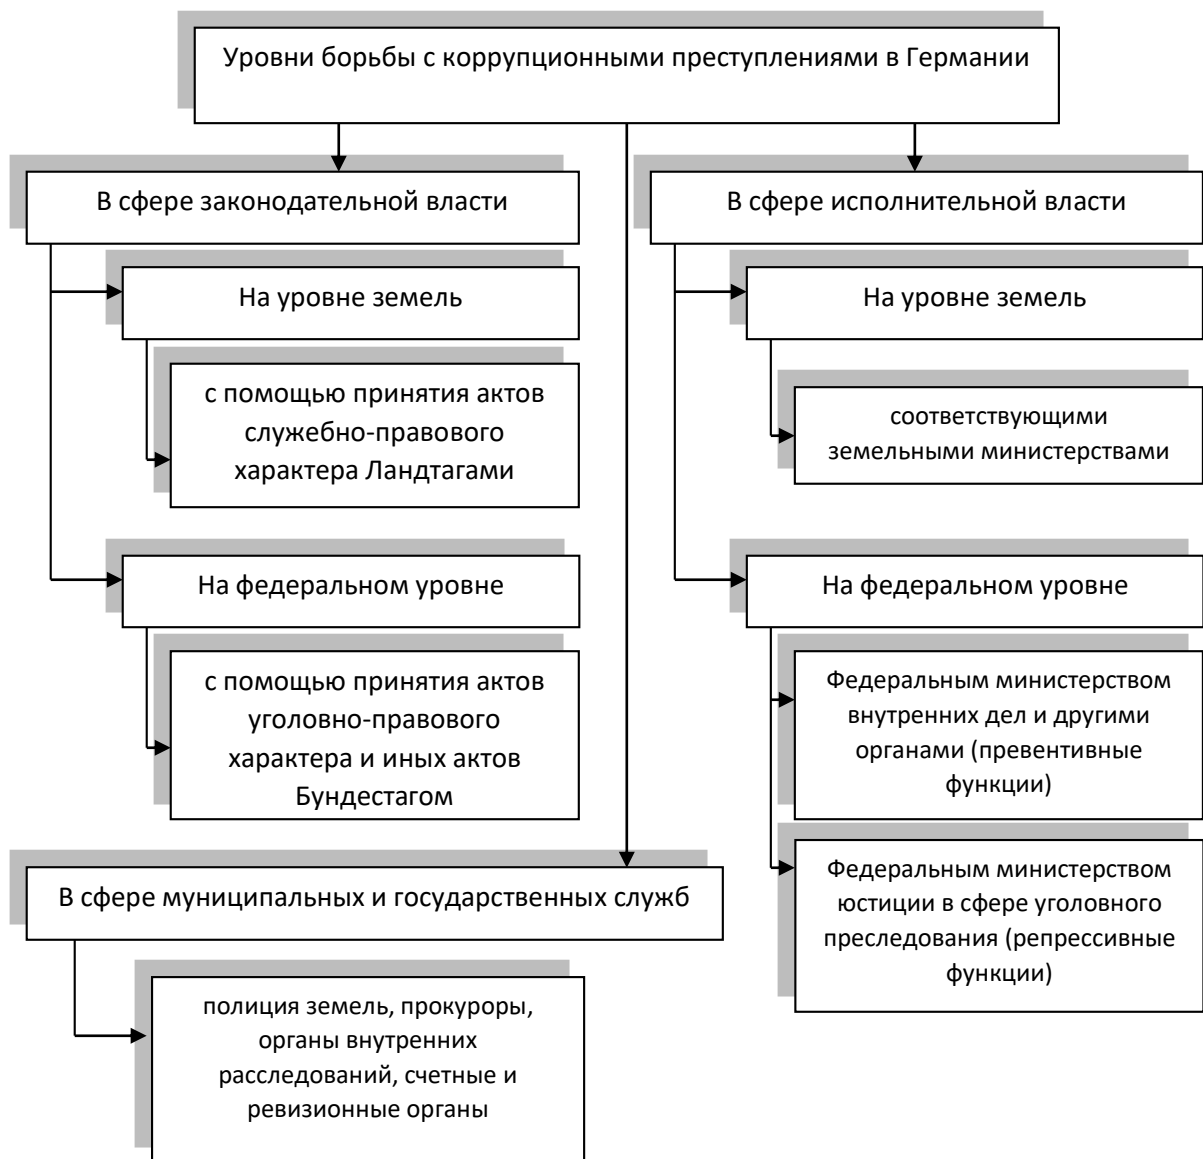 Уровни борьбы с коррупционными преступлениями в Германии
В сфере законодательной власти
На уровне земель
с помощью принятия актов
служебно-правового
характера Ландтагами
На федеральном уровне
с помощью принятия актов
уголовно-правового
характера и иных актов
Бундестагом
В сфере исполнительной власти
На уровне земель
соответствующими
земельными министерствами
На федеральном уровне
Федеральным министерством
внутренних дел и другими
органами (превентивные
функции)
Федеральным министерством
юстиции в сфере уголовного
преследования (репрессивные
функции)
В сфере муниципальных и государственных служб
полиция земель, прокуроры,
органы внутренних
расследований, счетные и
ревизионные органы